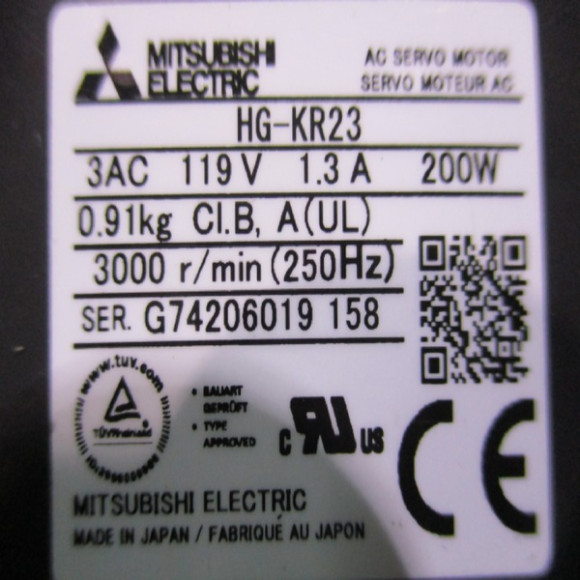 MITSUBISHI
ELECTRIC
AC SERVO MOTOR
SERVO MOTEUR AC
HG-KR23
3AC 119V 1.3A 200W
0.91kg Cl.B, A(UL)
3000 r/min (250Hz)
SER. G74206019 158
www.tuv.com
TÜVRheinland
• BAUART
GEPRÜFT
• TYPE
APPROVED
C RU US
CE
MITSUBISHI ELECTRIC
MADE IN JAPAN / FABRIQUÉ AU JAPON